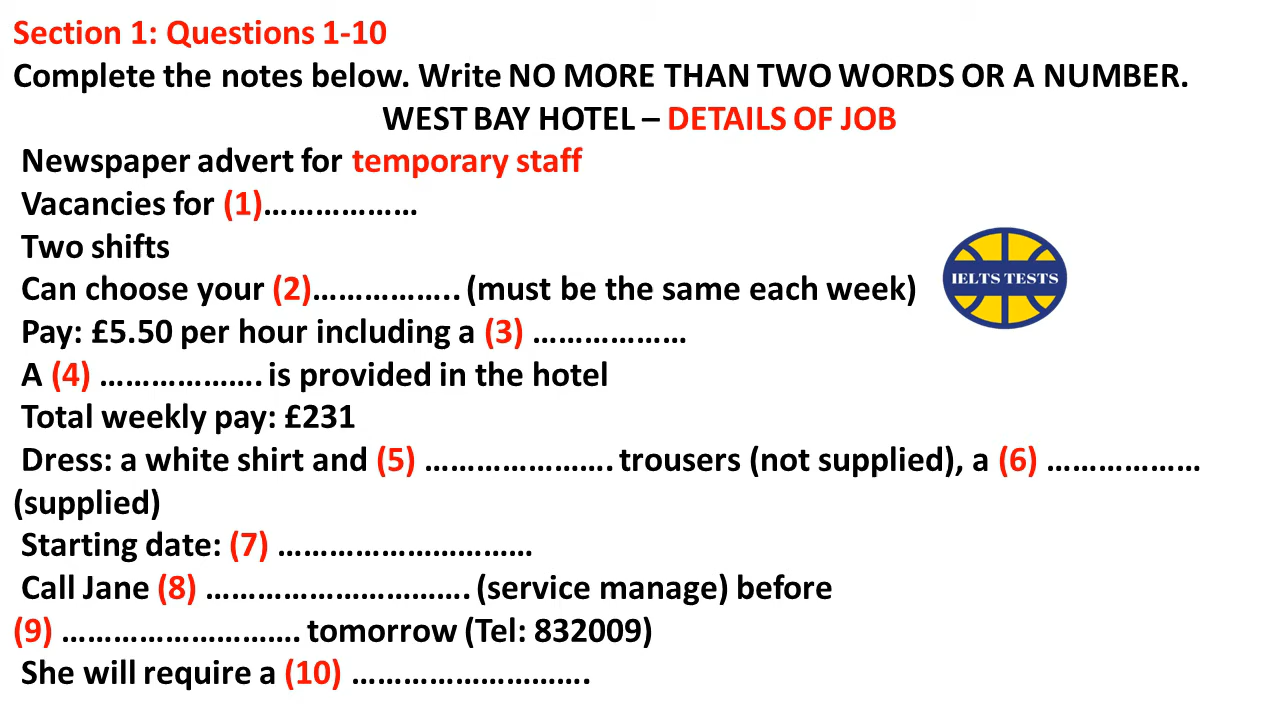 Section 1: Questions 1-10
Complete the notes below. Write NO MORE THAN TWO WORDS OR A NUMBER.
WEST BAY HOTEL – DETAILS OF JOB
Newspaper advert for temporary staff
Vacancies for (1)………………
Two shifts
Can choose your (2)…………….. (must be the same each week)
IELTS TESTS
Pay: £5.50 per hour including a (3) ………………
A (4) ………………. is provided in the hotel
Total weekly pay: £231
Dress: a white shirt and (5) …………………. trousers (not supplied), a (6) ………………
(supplied)
Starting date: (7) …………………………
Call Jane (8) …………………………. (service manage) before
(9) ………………………. tomorrow (Tel: 832009)
She will require a (10) ……………………….